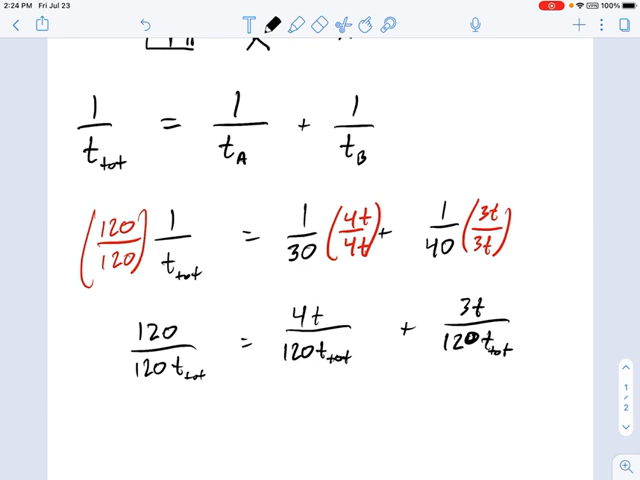 2:24 PM Fri Jul 23 100%
1/t_tot = 1/t_A + 1/t_B
(120/120) 1/t_tot = 1/30 (4t/4t) + 1/40 (3t/3t)
120/120t_tot = 4t/120t_tot + 3t/120t_tot
1/2